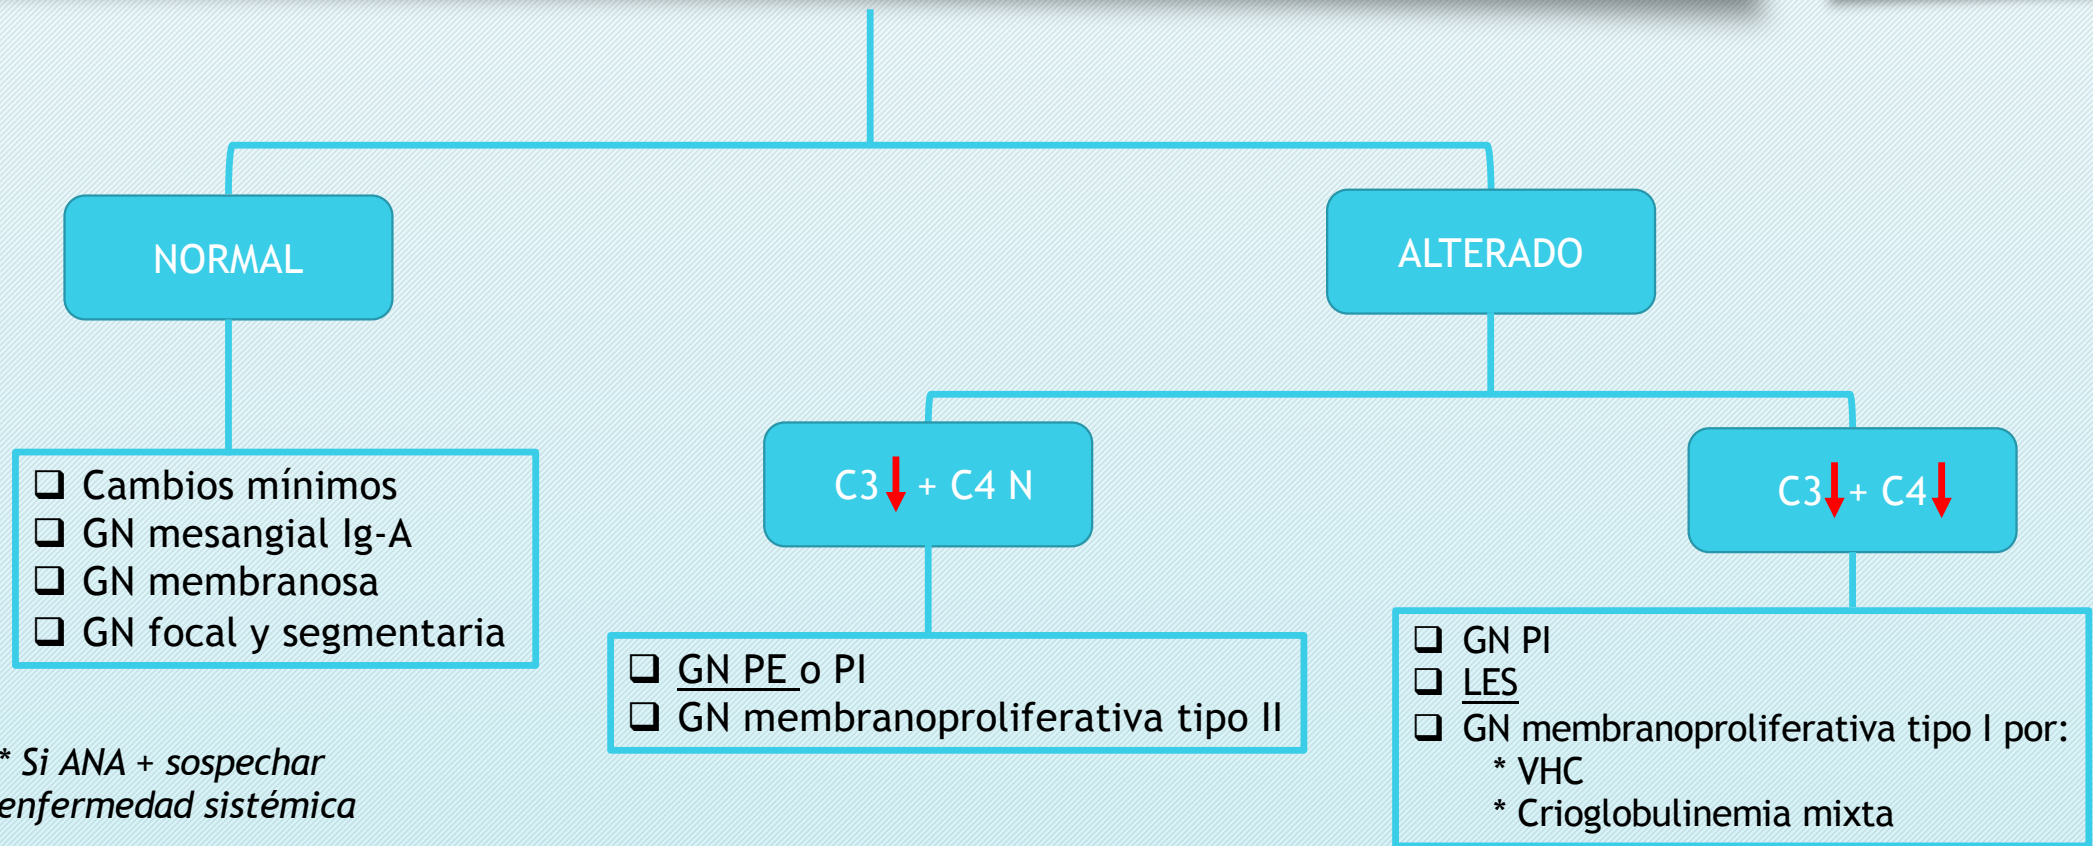 NORMAL
ALTERADO
Cambios mínimos
GN mesangial Ig-A
GN membranosa
GN focal y segmentaria
C3 + C4 N
C3 + C4
GN PE o PI
GN membranoproliferativa tipo II
GN PI
LES
GN membranoproliferativa tipo I por:
* VHC
* Crioglobulinemia mixta
* Si ANA + sospechar
enfermedad sistémica